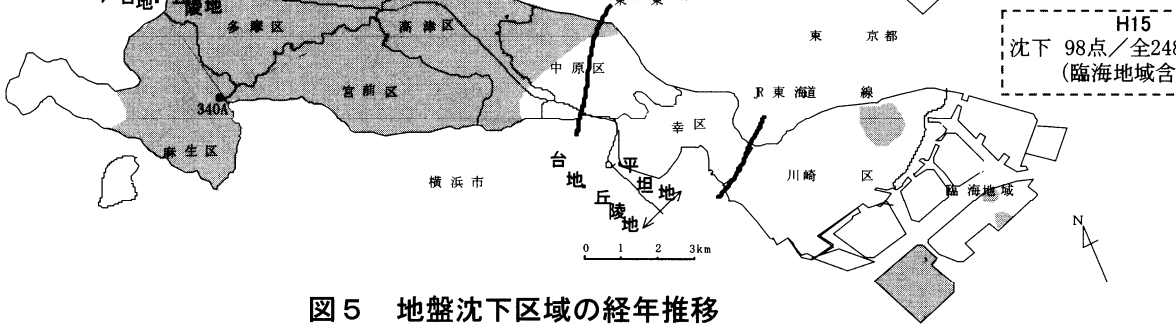 台地
丘陵地
多摩区
高津区
東 京都
H15
沈下 98点／全248
(臨海地域含
中原区
JR東海道 線
宮前区
340A
幸区
麻生区
台地
平坦地
丘陵地
横浜市
川崎 区
臨海地域
N
0 1 2 3km
図5 地盤沈下区域の経年推移